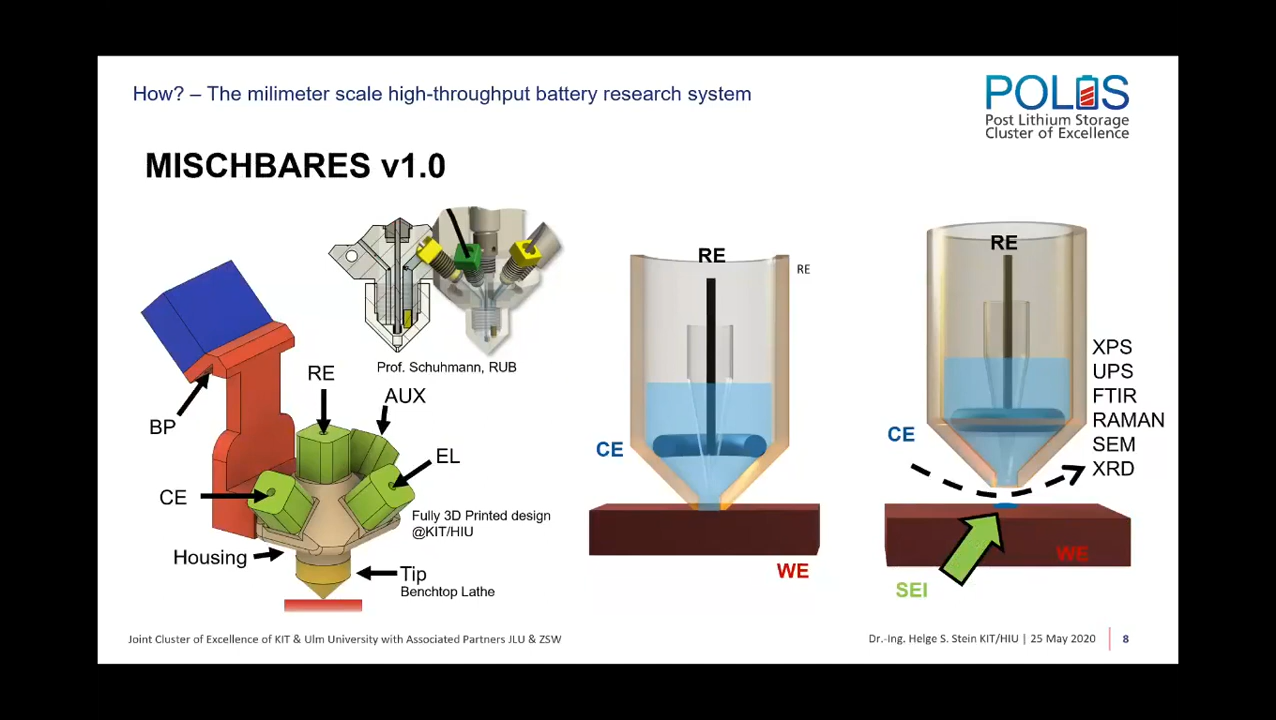 How? – The milimeter scale high-throughput battery research system
POLiS
Post Lithium Storage
Cluster of Excellence
MISCHBARES v1.0
Prof. Schuhmann, RUB
BP
RE
AUX
EL
CE
Fully 3D Printed design
@KIT/HIU
Housing
Tip
Benchtop Lathe
RE
RE
CE
WE
RE
CE
XPS
UPS
FTIR
RAMAN
SEM
XRD
WE
SEI
Joint Cluster of Excellence of KIT & Ulm University with Associated Partners JLU & ZSW
Dr.-Ing. Helge S. Stein KIT/HIU | 25 May 2020
8